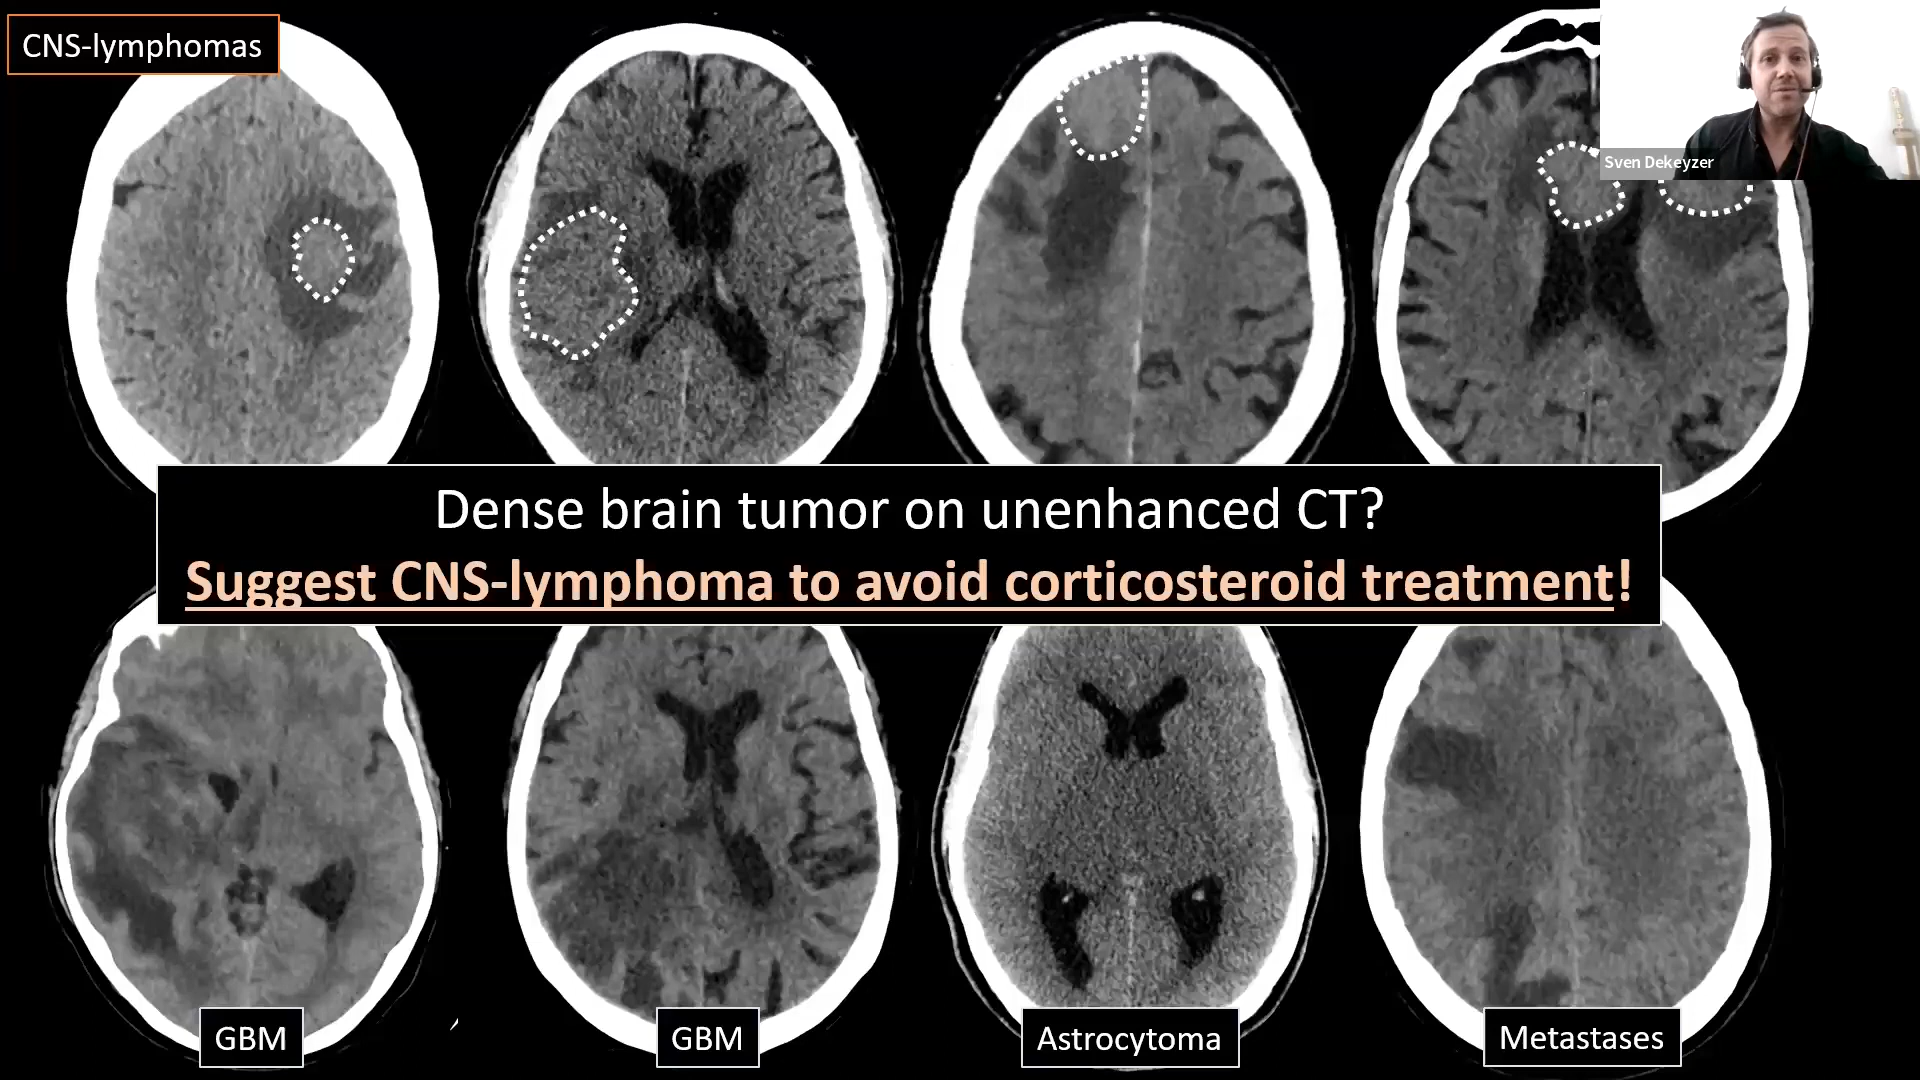 CNS-lymphomas
Sven Dekeyzer
Dense brain tumor on unenhanced CT?
Suggest CNS-lymphoma to avoid corticosteroid treatment!
GBM
GBM
Astrocytoma
Metastases